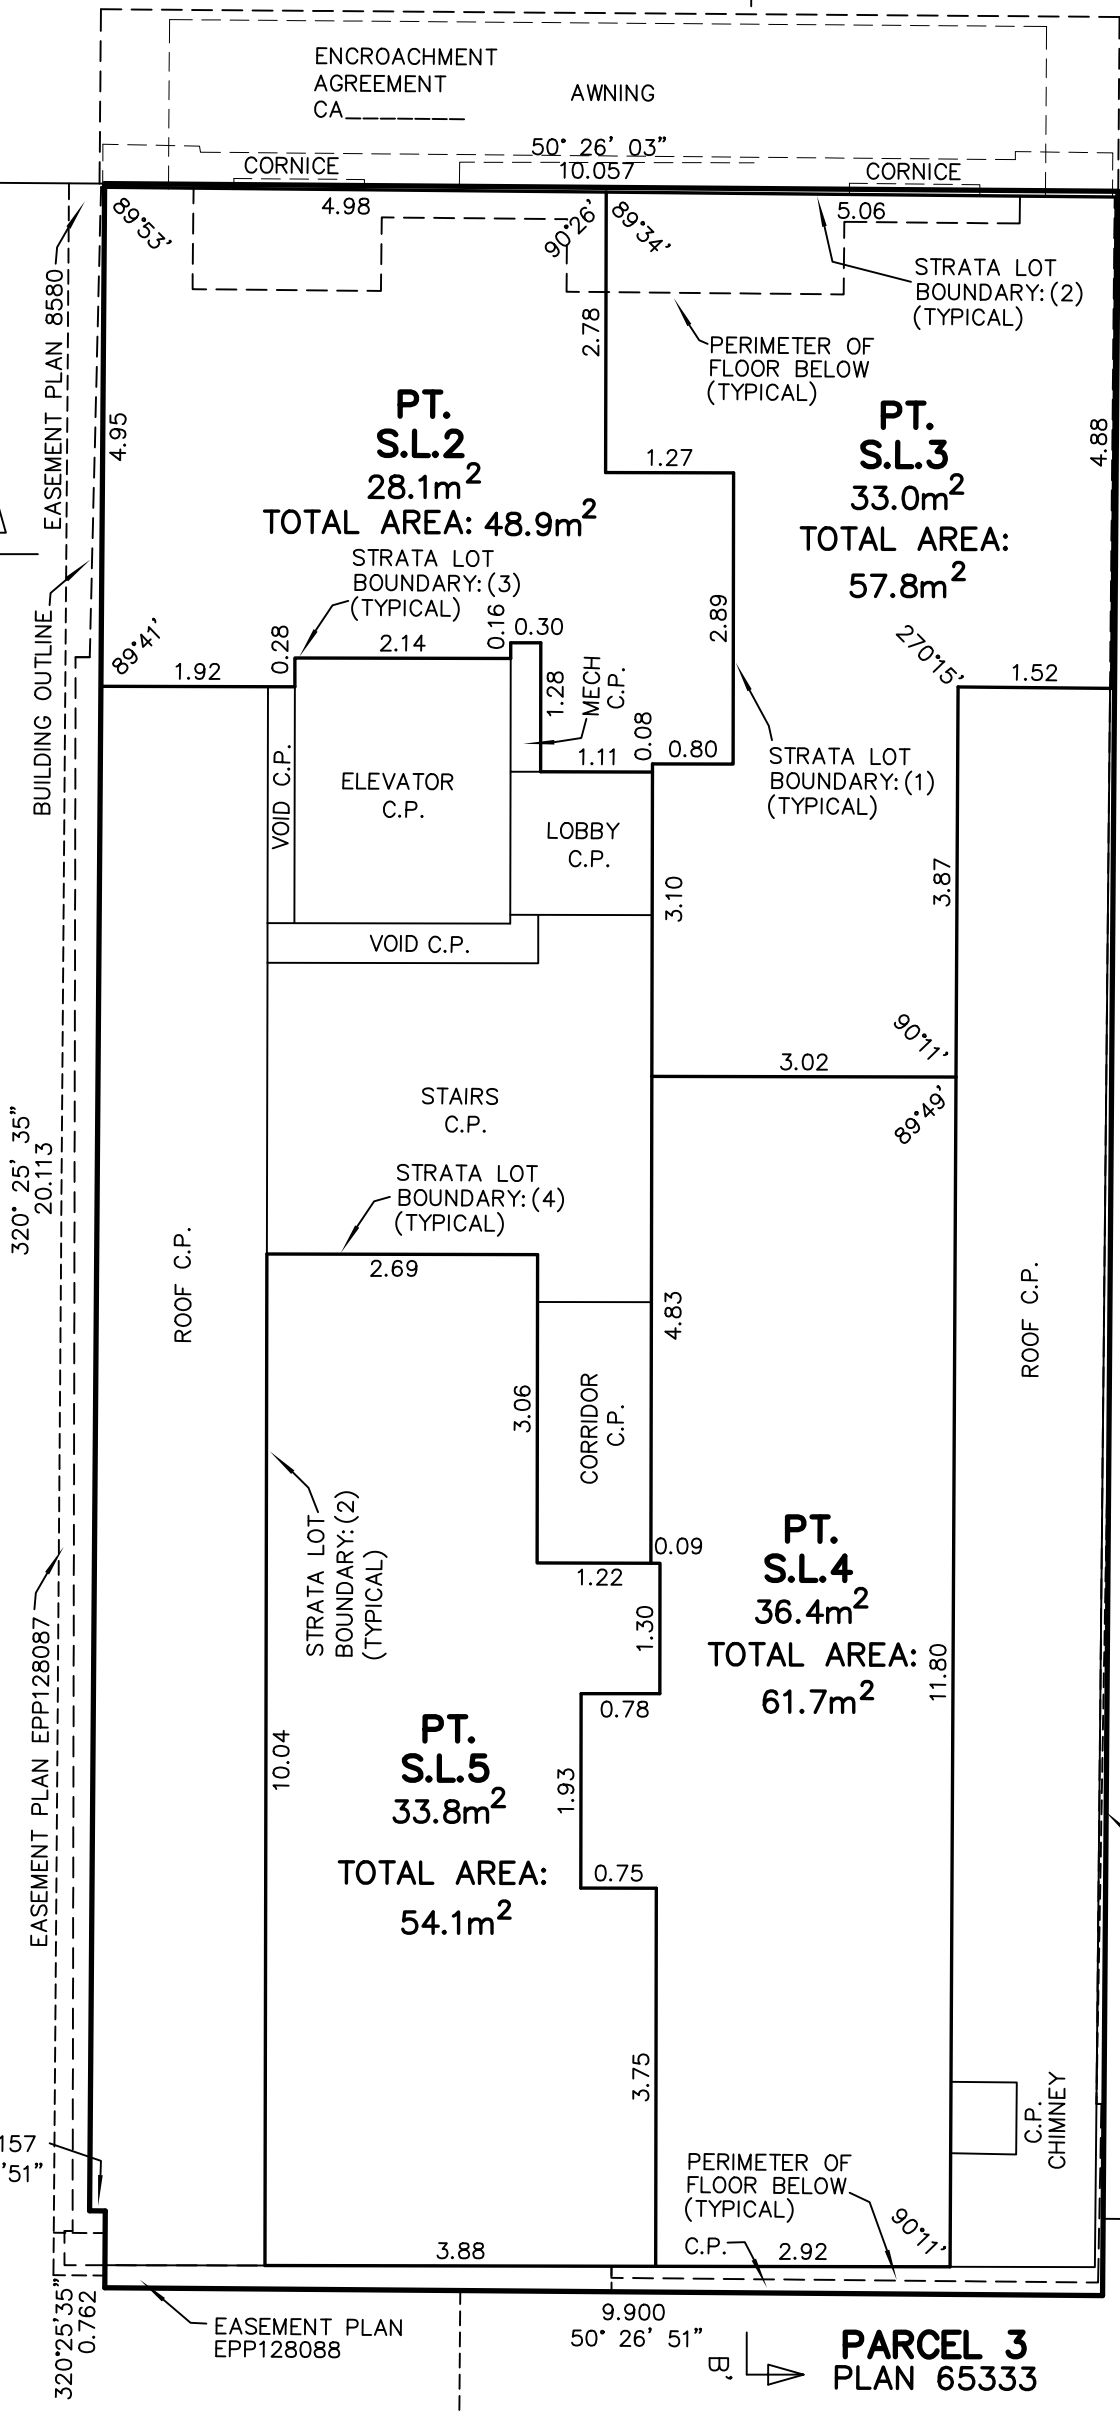 ENCROACHMENT
AGREEMENT
CA_______
AWNING
50° 26' 03"
10.057
CORNICE
CORNICE
89°53'
4.98
90°26'
89°34'
5.06
STRATA LOT
BOUNDARY:(2)
(TYPICAL)
EASEMENT PLAN 8580
2.78
PERIMETER OF
FLOOR BELOW
(TYPICAL)
4.95
PT.
S.L.2
28.1m²
TOTAL AREA: 48.9m²
1.27
PT.
S.L.3
33.0m²
TOTAL AREA:
57.8m²
4.88
STRATA LOT
BOUNDARY:(3)
(TYPICAL)
BUILDING OUTLINE
89°41'
1.92
0.28
2.14
0.16
0.30
2.89
270°15'
1.52
1.28
MECH
C.P.
1.11
0.08
0.80
STRATA LOT
BOUNDARY:(1)
(TYPICAL)
VOID C.P.
ELEVATOR
C.P.
LOBBY
C.P.
3.10
3.87
VOID C.P.
90°11'
3.02
89°49'
STAIRS
C.P.
320° 25' 35"
20.113
STRATA LOT
BOUNDARY:(4)
(TYPICAL)
2.69
ROOF C.P.
4.83
ROOF C.P.
3.06
CORRIDOR
C.P.
STRATA LOT
BOUNDARY:(2)
(TYPICAL)
0.09
1.22
1.30
PT.
S.L.4
36.4m²
TOTAL AREA:
61.7m²
11.80
0.78
EASEMENT PLAN EPP128087
10.04
PT.
S.L.5
33.8m²
TOTAL AREA:
54.1m²
1.93
0.75
3.75
C.P.
CHIMNEY
157
'51"
PERIMETER OF
FLOOR BELOW
(TYPICAL)
C.P.
90°11'
3.88
2.92
320°25'35"
0.762
EASEMENT PLAN
EPP128088
9.900
50° 26' 51"
B'
PARCEL 3
PLAN 65333